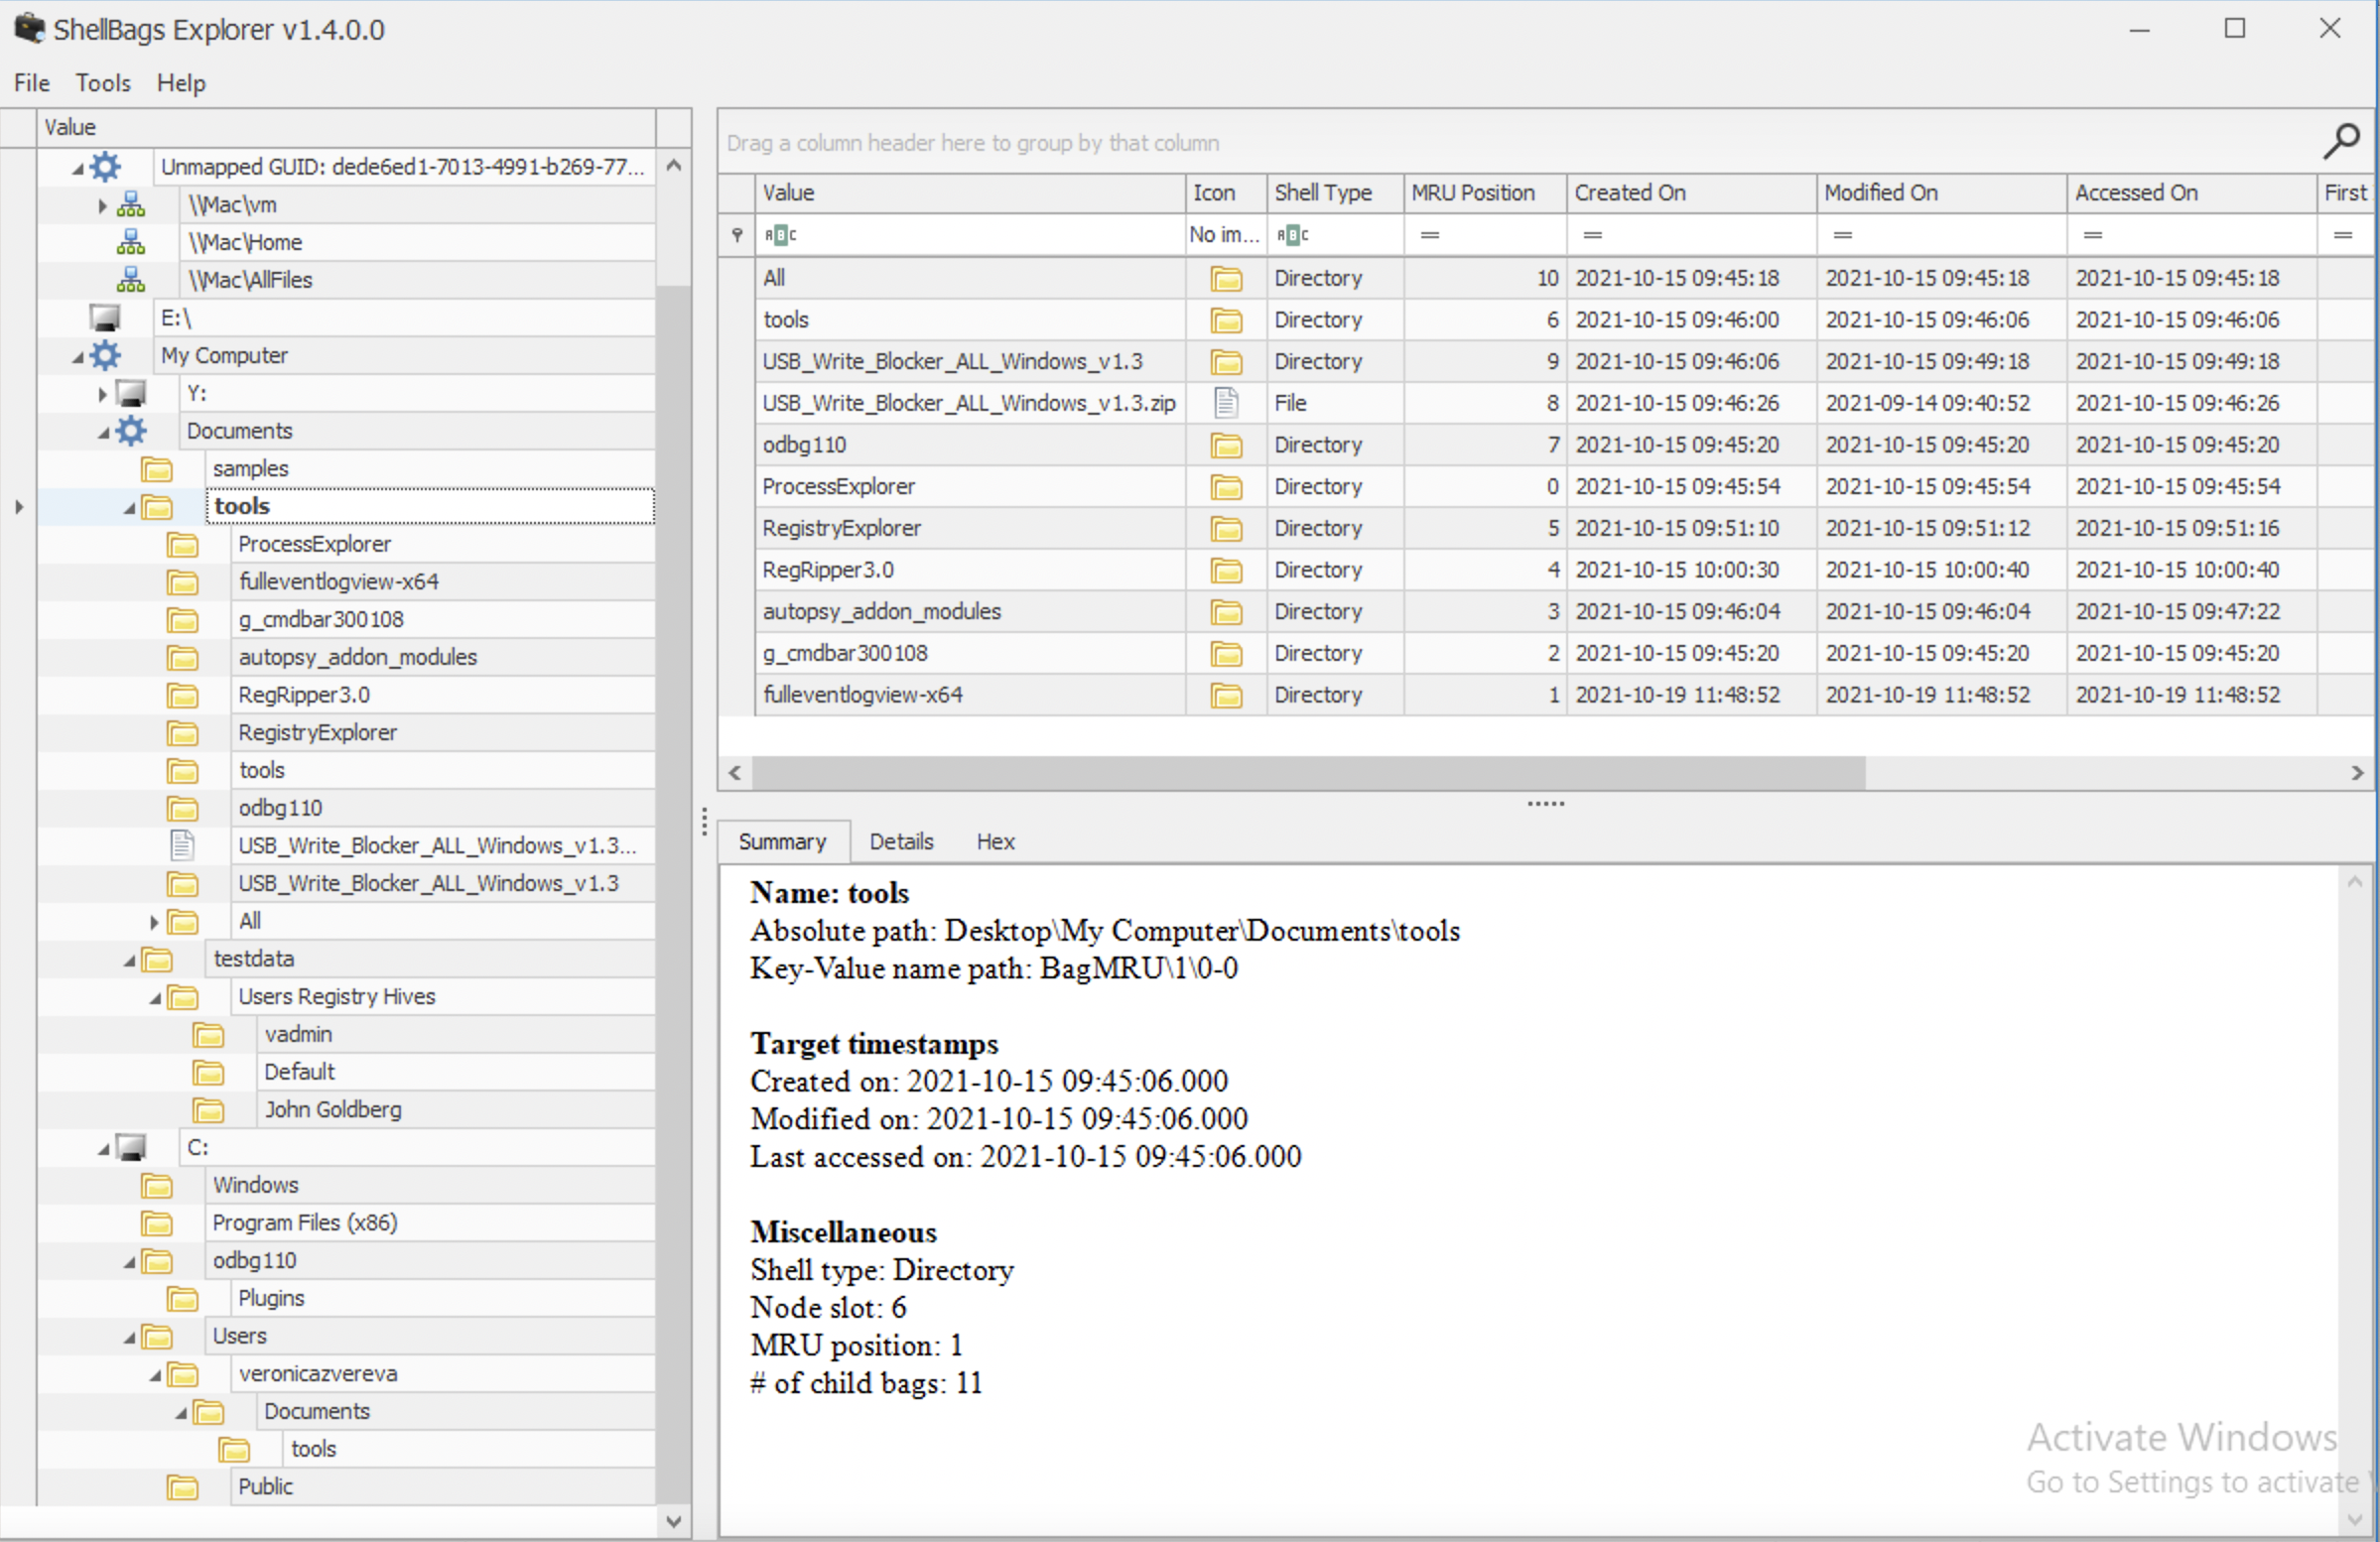 ShellBags Explorer v1.4.0.0
File Tools Help
Value
Unmapped GUID: dede6ed1-7013-4991-b269-77...
\\Mac\vm
\\Mac\Home
\\Mac\AllFiles
E:\
My Computer
Y:
Documents
samples
tools
ProcessExplorer
fulleventlogview-x64
g_cmdbar300108
autopsy_addon_modules
RegRipper3.0
RegistryExplorer
tools
odbg110
USB_Write_Blocker_ALL_Windows_v1.3...
USB_Write_Blocker_ALL_Windows_v1.3
All
testdata
Users Registry Hives
vadmin
Default
John Goldberg
C:
Windows
Program Files (x86)
odbg110
Plugins
Users
veronicazvereva
Documents
tools
Public
Drag a column header here to group by that column
Value Icon Shell Type MRU Position Created On Modified On Accessed On First
ABC No im... ABC = = = = =
All Directory 10 2021-10-15 09:45:18 2021-10-15 09:45:18 2021-10-15 09:45:18
tools Directory 6 2021-10-15 09:46:00 2021-10-15 09:46:06 2021-10-15 09:46:06
USB_Write_Blocker_ALL_Windows_v1.3 Directory 9 2021-10-15 09:46:06 2021-10-15 09:49:18 2021-10-15 09:49:18
USB_Write_Blocker_ALL_Windows_v1.3.zip File 8 2021-10-15 09:46:26 2021-09-14 09:40:52 2021-10-15 09:46:26
odbg110 Directory 7 2021-10-15 09:45:20 2021-10-15 09:45:20 2021-10-15 09:45:20
ProcessExplorer Directory 0 2021-10-15 09:45:54 2021-10-15 09:45:54 2021-10-15 09:45:54
RegistryExplorer Directory 5 2021-10-15 09:51:10 2021-10-15 09:51:12 2021-10-15 09:51:16
RegRipper3.0 Directory 4 2021-10-15 10:00:30 2021-10-15 10:00:40 2021-10-15 10:00:40
autopsy_addon_modules Directory 3 2021-10-15 09:46:04 2021-10-15 09:46:04 2021-10-15 09:47:22
g_cmdbar300108 Directory 2 2021-10-15 09:45:20 2021-10-15 09:45:20 2021-10-15 09:45:20
fulleventlogview-x64 Directory 1 2021-10-19 11:48:52 2021-10-19 11:48:52 2021-10-19 11:48:52
Summary Details Hex
Name: tools
Absolute path: Desktop\My Computer\Documents\tools
Key-Value name path: BagMRU\1\0-0
Target timestamps
Created on: 2021-10-15 09:45:06.000
Modified on: 2021-10-15 09:45:06.000
Last accessed on: 2021-10-15 09:45:06.000
Miscellaneous
Shell type: Directory
Node slot: 6
MRU position: 1
# of child bags: 11
Activate Windows
Go to Settings to activate